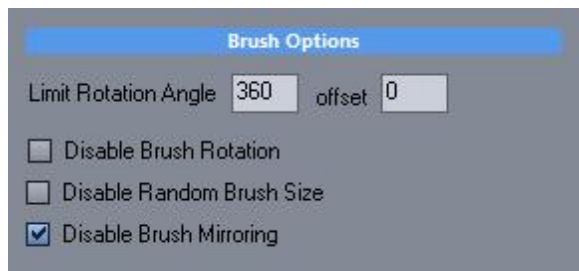 Brush Options
Limit Rotation Angle 360 offset 0
Disable Brush Rotation
Disable Random Brush Size
Disable Brush Mirroring